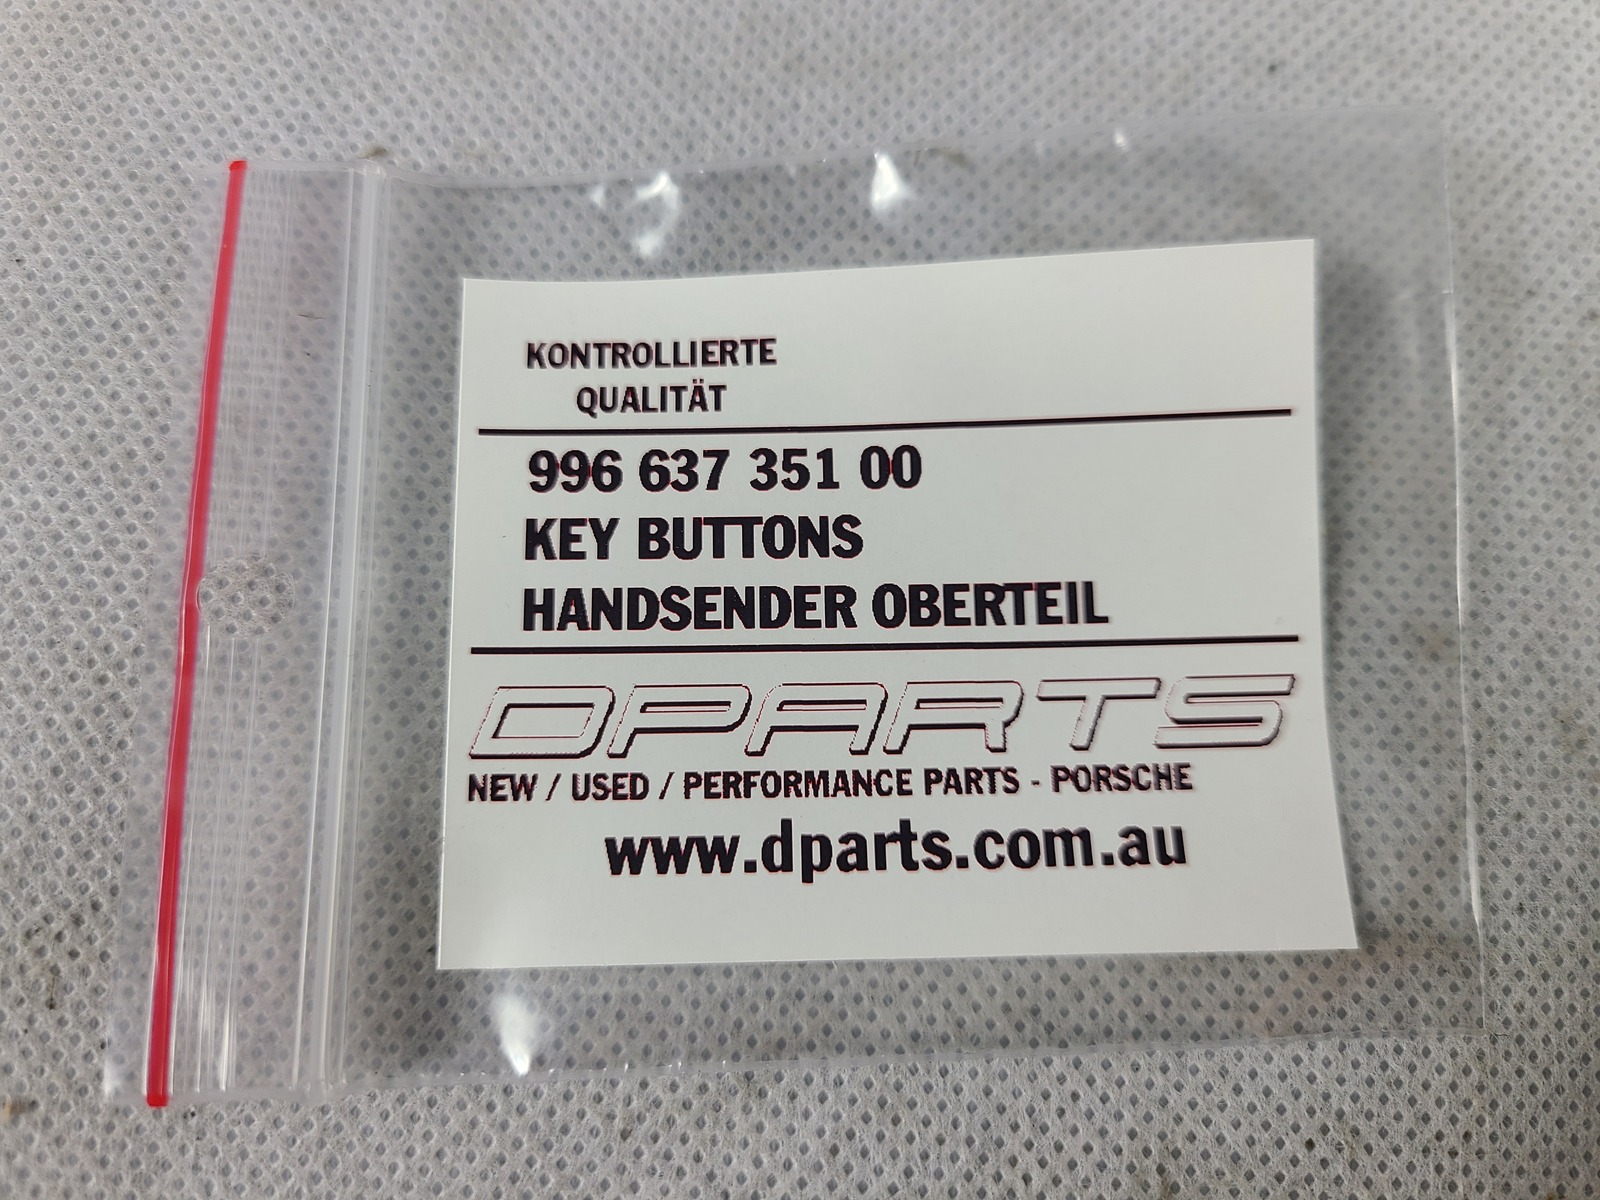 KONTROLLIERTE
QUALITÄT
996 637 351 00
KEY BUTTONS
HANDSENDER OBERTEIL
DPARTS
NEW / USED / PERFORMANCE PARTS - PORSCHE
www.dparts.com.au